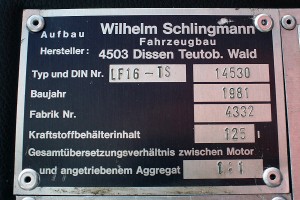 Aufbau Wilhelm Schlingmann
Hersteller: Fahrzeugbau
4503 Dissen Teutob. Wald
Typ und DIN Nr. LF16-TS 14530
Baujahr 1981
Fabrik Nr. 4332
Kraftstoffbehälterinhalt 125 l
Gesamtübersetzungsverhältnis zwischen Motor
und angetriebenem Aggregat 1:1